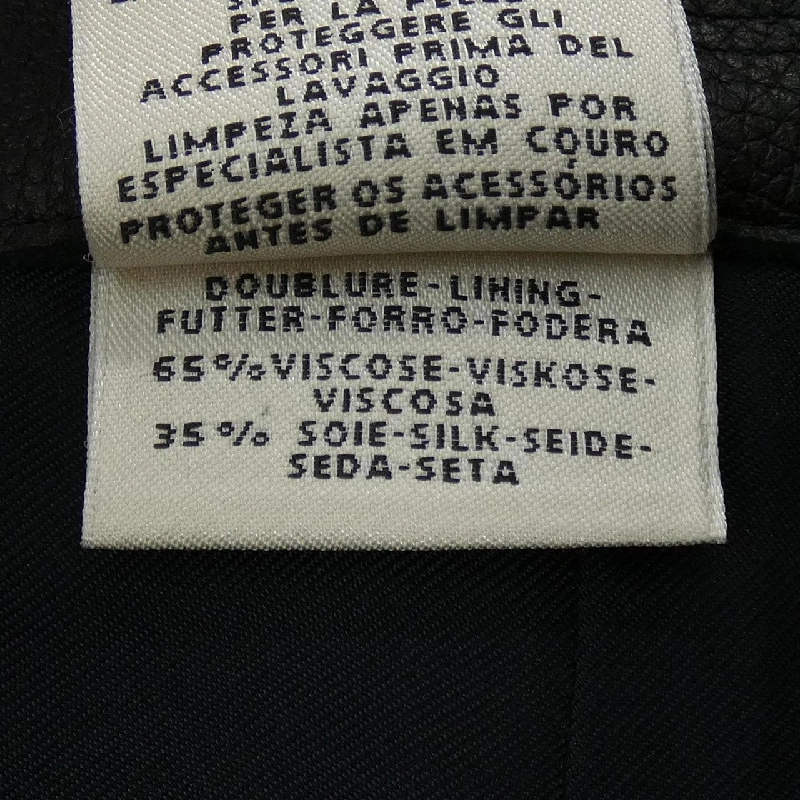 PER LA PELLE
PROTEGGERE GLI
ACCESSORI PRIMA DEL
LAVAGGIO
LIMPEZA APENAS POR
ESPECIALISTA EM COURO
PROTEGER OS ACESSÓRIOS
ANTES DE LIMPAR
DOUBLURE-LINING-
FUTTER-FORRO-FODERA
65%VISCOSE-VISKOSE-
VISCOSA
35% SOIE-SILK-SEIDE-
SEDA-SETA